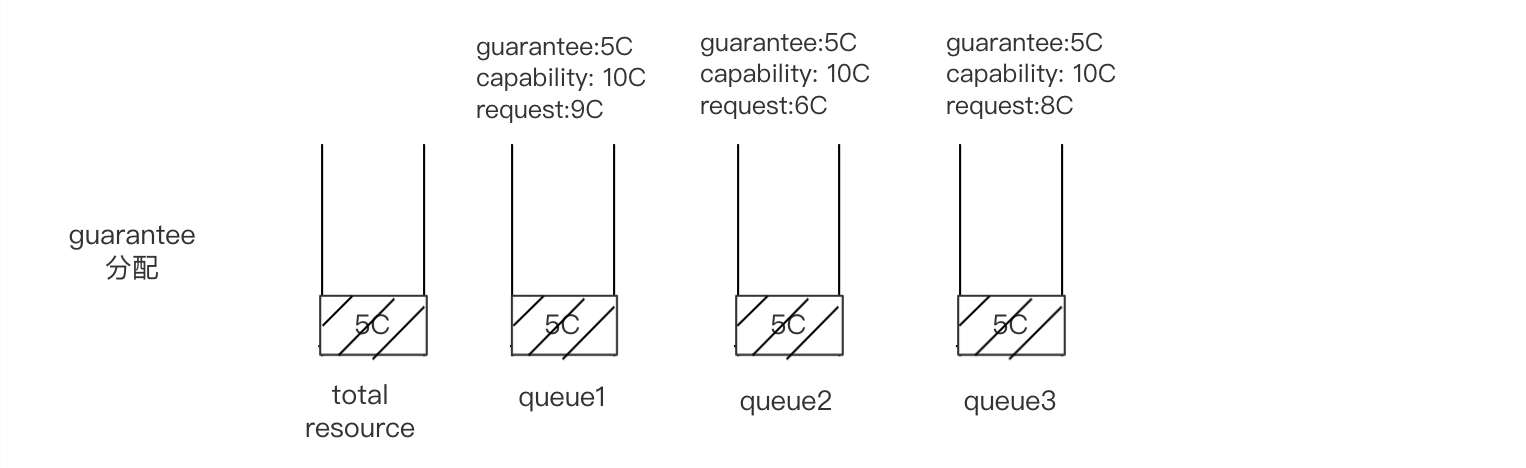 guarantee:5C
capability: 10C
request:9C
guarantee:5C
capability: 10C
request:6C
guarantee:5C
capability: 10C
request:8C
guarantee
分配
5C
5C
5C
5C
total
resource
queue1
queue2
queue3